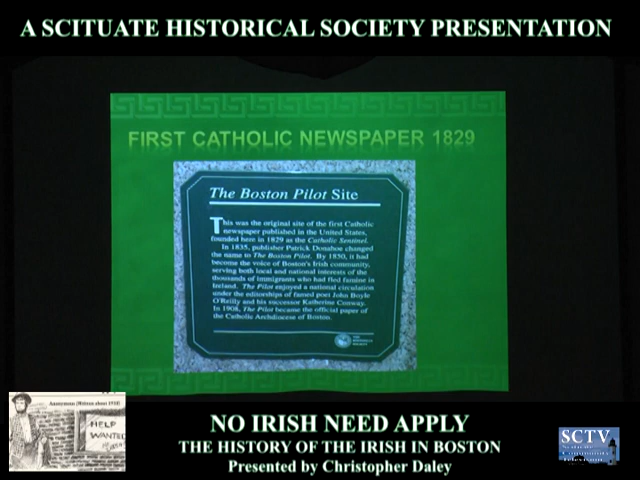 A SCITUATE HISTORICAL SOCIETY PRESENTATION
FIRST CATHOLIC NEWSPAPER 1829
The Boston Pilot Site
This was the original site of the first Catholic
newspaper published in the United States,
founded here in 1829 as the Catholic Sentinel.
In 1835, publisher Patrick Donahoe changed
the name to The Boston Pilot. By 1850, it had
become the voice of Boston's Irish community,
serving both local and national interests of the
thousands of immigrants who had fled famine in
Ireland. The Pilot enjoyed a national circulation
under the editorships of famed poet John Boyle
O'Reilly and his successor Katherine Conway.
In 1908, The Pilot became the official paper of
the Catholic Archdiocese of Boston.
THE
BOSTONIAN
SOCIETY
HELP
WANTED
NO IRISH NEED APPLY
THE HISTORY OF THE IRISH IN BOSTON
Presented by Christopher Daley
SCTV
Scituate
Community
Television